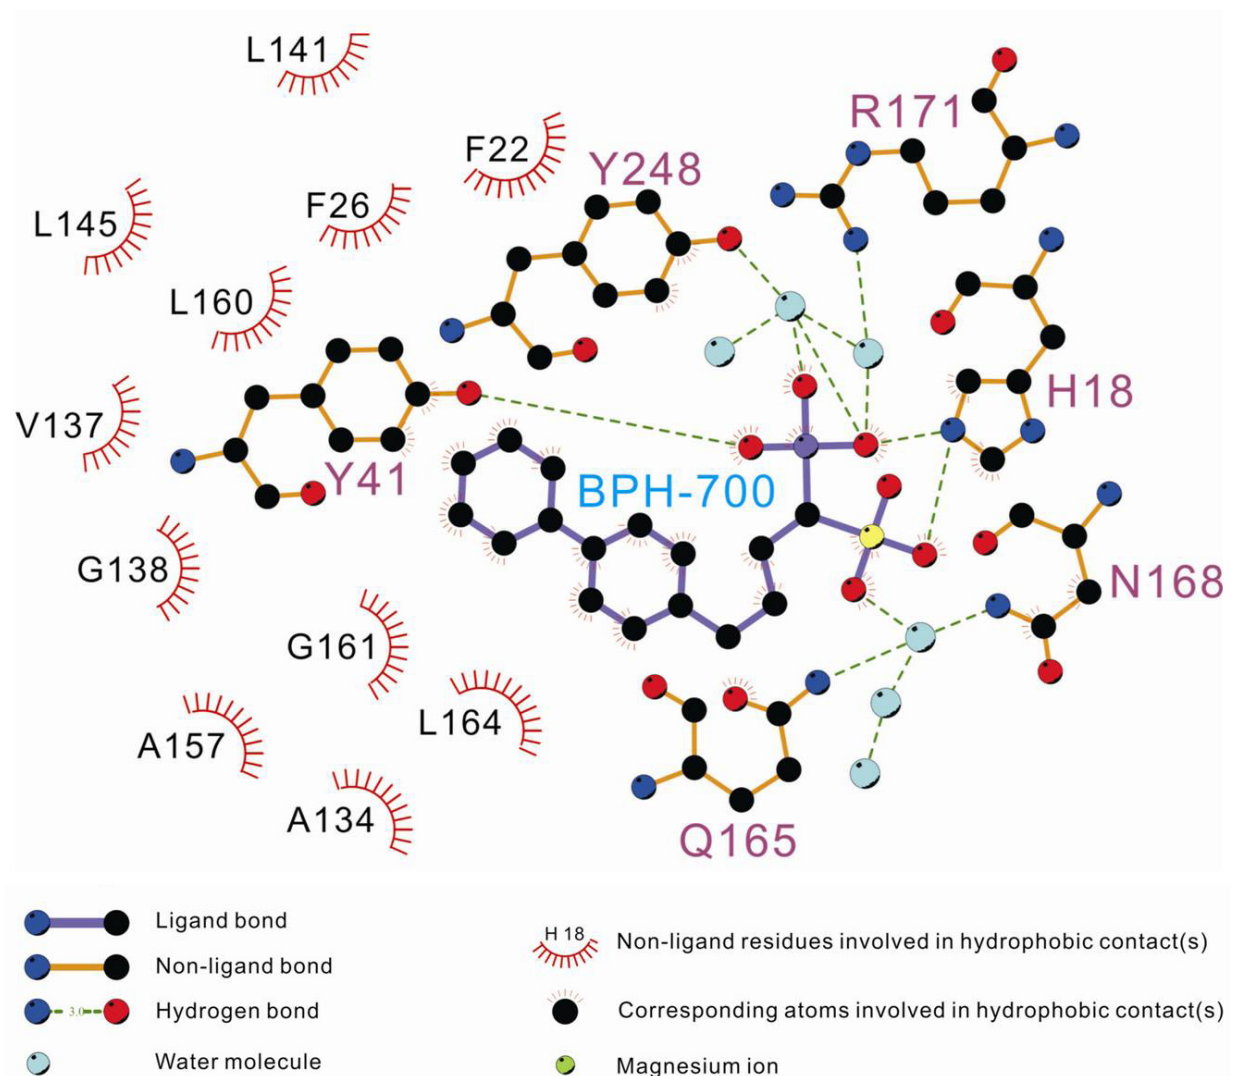 L141
R171
F22
Y248
F26
L145
L160
H18
V137
Y41
BPH-700
G138
N168
G161
L164
A157
A134
Q165
Ligand bond
H 18
Non-ligand residues involved in hydrophobic contact(s)
Non-ligand bond
3.0
Hydrogen bond
Corresponding atoms involved in hydrophobic contact(s)
Water molecule
Magnesium ion